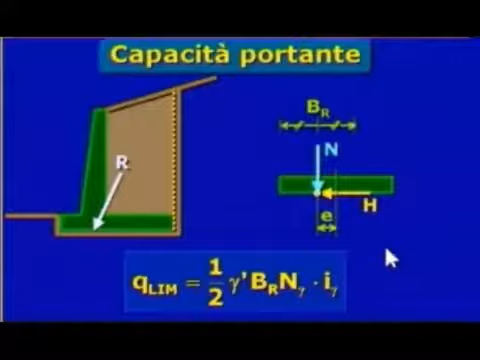 Capacità portante
B_R
R
N
H
e
q_LIM = 1/2 γ' B_R N_γ · i_γ